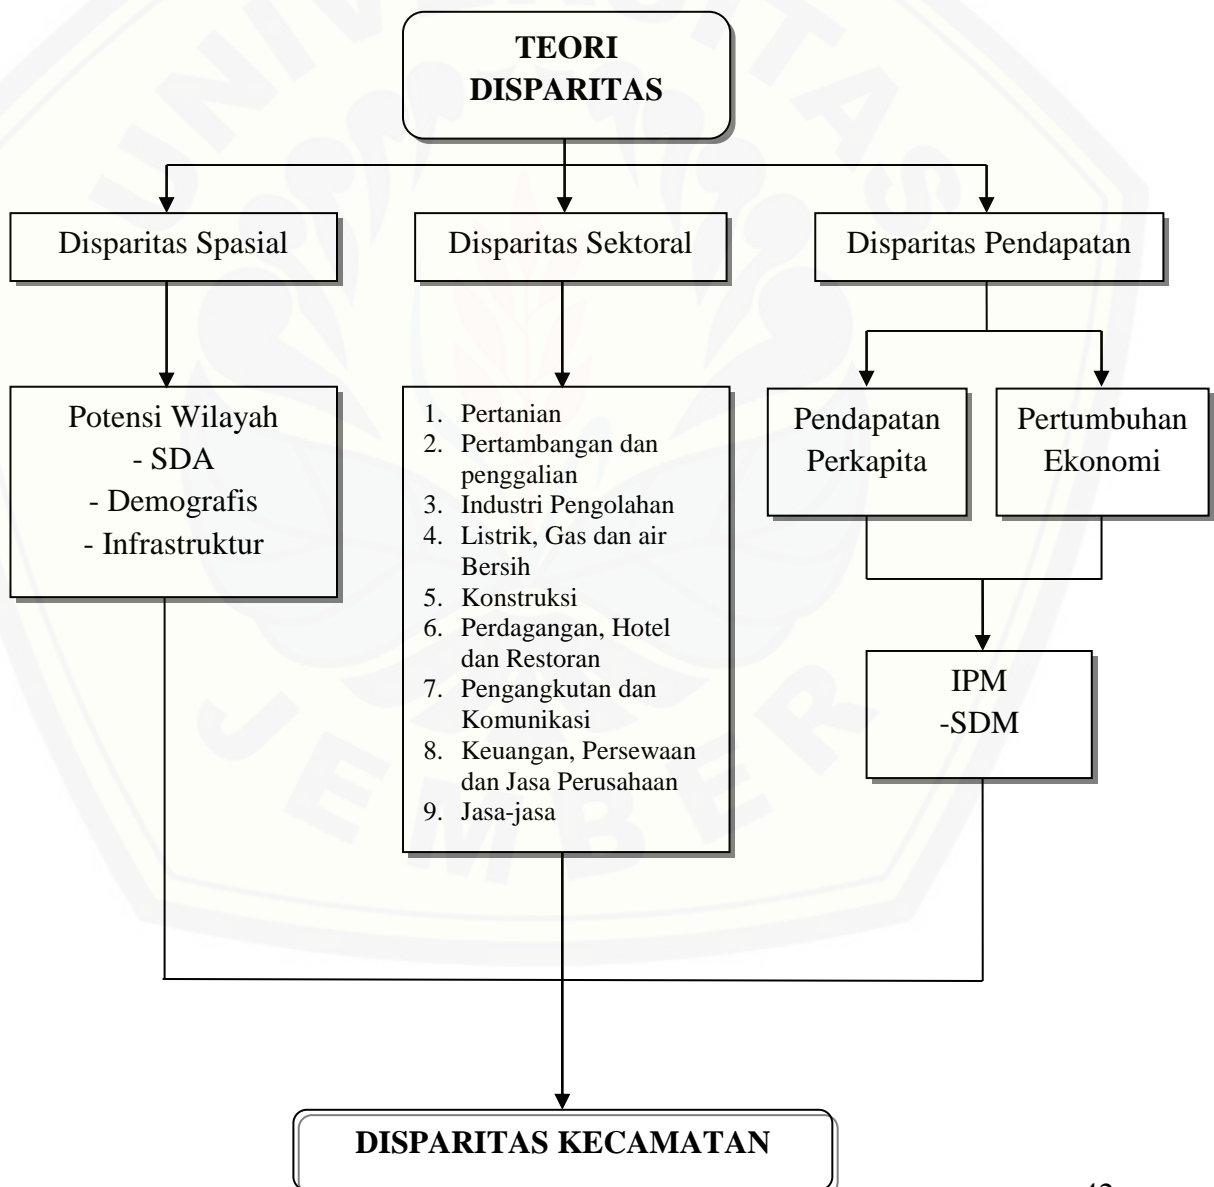 TEORI
DISPARITAS
Disparitas Spasial
Disparitas Sektoral
Disparitas Pendapatan
Potensi Wilayah
- SDA
- Demografis
- Infrastruktur
1. Pertanian
2. Pertambangan dan
penggalian
3. Industri Pengolahan
4. Listrik, Gas dan air
Bersih
5. Konstruksi
6. Perdagangan, Hotel
dan Restoran
7. Pengangkutan dan
Komunikasi
8. Keuangan, Persewaan
dan Jasa Perusahaan
9. Jasa-jasa
Pendapatan
Perkapita
Pertumbuhan
Ekonomi
IPM
-SDM
DISPARITAS KECAMATAN
UNIVERSITAS
JEMBER